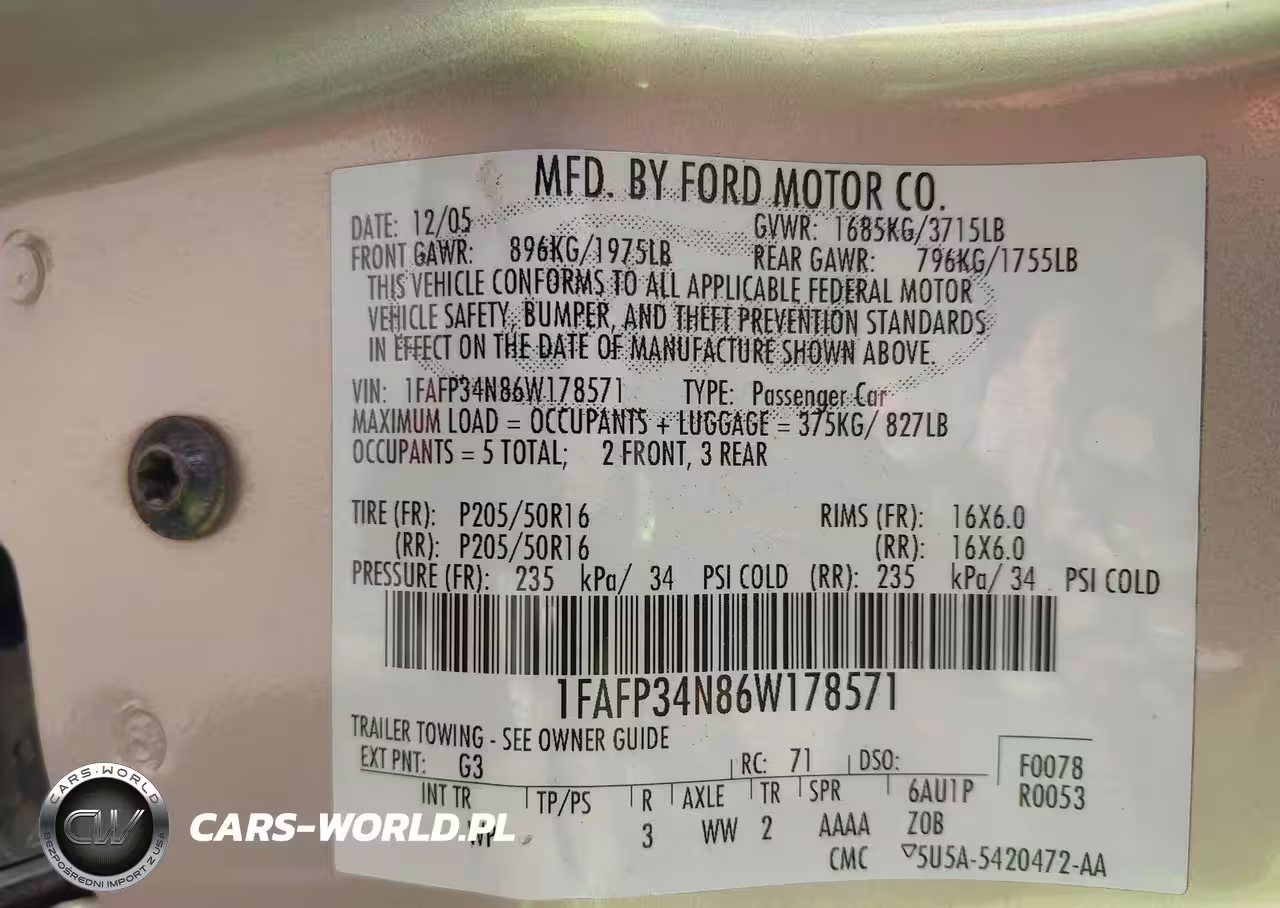 MFD. BY FORD MOTOR CO.
DATE: 12/05 GVWR: 1685KG/3715LB
FRONT GAWR: 896KG/1975LB REAR GAWR: 796KG/1755LB
THIS VEHICLE CONFORMS TO ALL APPLICABLE FEDERAL MOTOR
VEHICLE SAFETY, BUMPER, AND THEFT PREVENTION STANDARDS
IN EFFECT ON THE DATE OF MANUFACTURE SHOWN ABOVE.
VIN: 1FAFP34N86W178571 TYPE: Passenger Car
MAXIMUM LOAD = OCCUPANTS + LUGGAGE = 375KG/ 827LB
OCCUPANTS = 5 TOTAL; 2 FRONT, 3 REAR
TIRE (FR): P205/50R16 RIMS (FR): 16X6.0
(RR): P205/50R16 (RR): 16X6.0
PRESSURE (FR): 235 kPa/ 34 PSI COLD (RR): 235 kPa/ 34 PSI COLD
1FAFP34N86W178571
TRAILER TOWING - SEE OWNER GUIDE
EXT PNT: G3 RC: 71 DSO: F0078
INT TR TP/PS R AXLE TR SPR 6AU1P R0053
3 WW 2 AAAA Z0B
CMC 5U5A-5420472-AA
CARS-WORLD
CW
BEZPOŚREDNI IMPORT Z USA
CARS-WORLD.PL